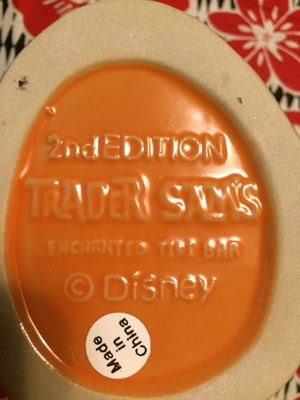 2nd EDITION
TRADER SAM'S
ENCHANTED TIKI BAR
© Disney
Made
in
China